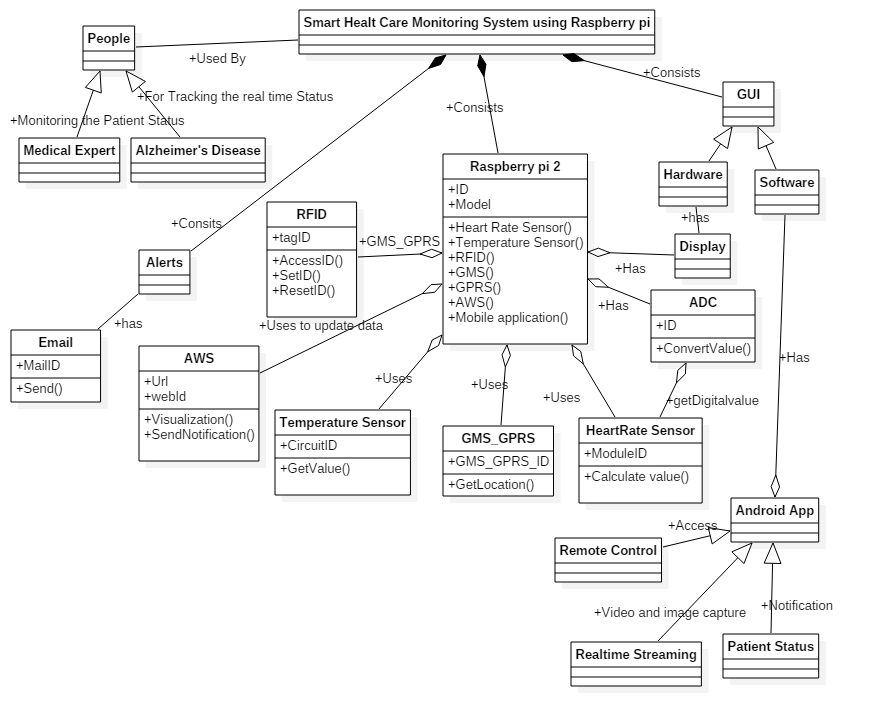 Smart Healt Care Monitoring System using Raspberry pi
People
+Used By
+Consists
GUI
+For Tracking the real time Status
+Consists
+Monitoring the Patient Status
Medical Expert
Alzheimer's Disease
Raspberry pi 2
+ID
+Model
+Heart Rate Sensor()
+Temperature Sensor()
+RFID()
+GMS()
+GPRS()
+AWS()
+Mobile application()
Hardware
Software
+has
Display
+Has
RFID
+tagID
+AccessID()
+SetID()
+ResetID()
+GMS_GPRS
+Consits
Alerts
+has
Email
+MailID
+Send()
+Uses to update data
AWS
+Url
+webId
+Visualization()
+SendNotification()
+Has
ADC
+ID
+ConvertValue()
+Has
+Uses
Temperature Sensor
+CircuitID
+GetValue()
+Uses
GMS_GPRS
+GMS_GPRS_ID
+GetLocation()
+Uses
+getDigitalvalue
HeartRate Sensor
+ModuleID
+Calculate value()
Android App
+Access
Remote Control
+Video and image capture
+Notification
Realtime Streaming
Patient Status